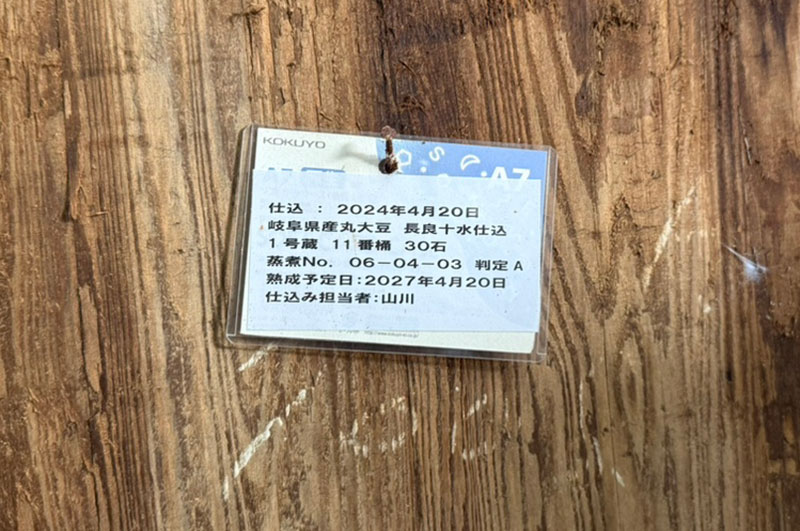 KOKUYO
A7
仕込 : 2024年4月20日
岐阜県産丸大豆 長良十水仕込
1号蔵 11番桶 30石
蒸煮No. 06-04-03 判定A
熟成予定日:2027年4月20日
仕込み担当者:山川